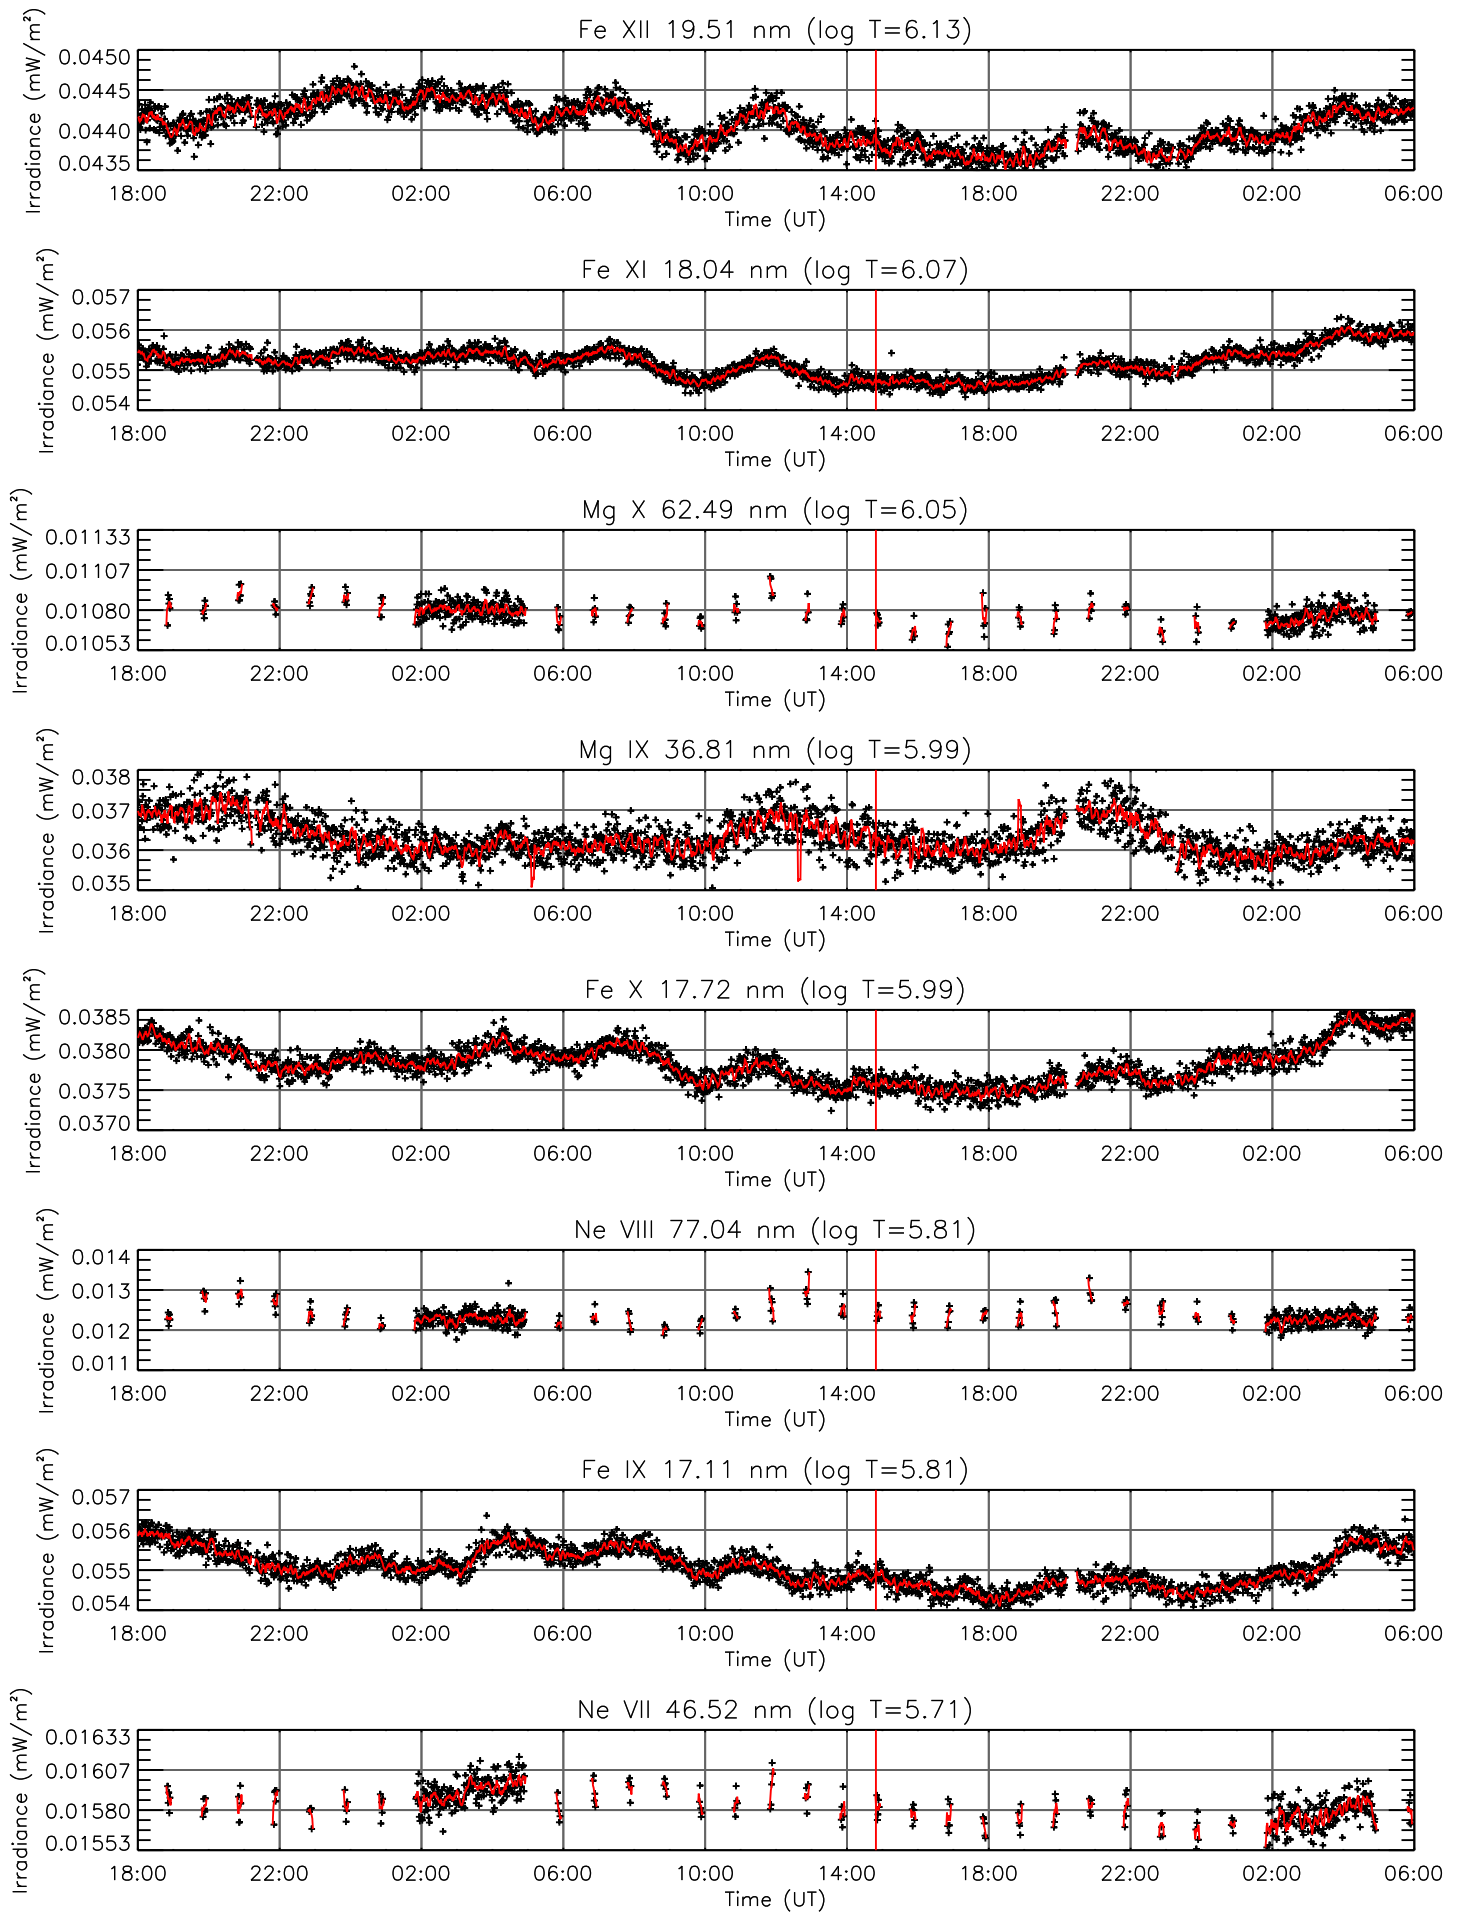 Fe XII 19.51 nm (log T=6.13)
Irradiance (mW/m²)
0.0450
0.0445
0.0440
0.0435
18:00 22:00 02:00 06:00 10:00 14:00 18:00 22:00 02:00 06:00
Time (UT)
Fe XI 18.04 nm (log T=6.07)
Irradiance (mW/m²)
0.057
0.056
0.055
0.054
18:00 22:00 02:00 06:00 10:00 14:00 18:00 22:00 02:00 06:00
Time (UT)
Mg X 62.49 nm (log T=6.05)
Irradiance (mW/m²)
0.01133
0.01107
0.01080
0.01053
18:00 22:00 02:00 06:00 10:00 14:00 18:00 22:00 02:00 06:00
Time (UT)
Mg IX 36.81 nm (log T=5.99)
Irradiance (mW/m²)
0.038
0.037
0.036
0.035
18:00 22:00 02:00 06:00 10:00 14:00 18:00 22:00 02:00 06:00
Time (UT)
Fe X 17.72 nm (log T=5.99)
Irradiance (mW/m²)
0.0385
0.0380
0.0375
0.0370
18:00 22:00 02:00 06:00 10:00 14:00 18:00 22:00 02:00 06:00
Time (UT)
Ne VIII 77.04 nm (log T=5.81)
Irradiance (mW/m²)
0.014
0.013
0.012
0.011
18:00 22:00 02:00 06:00 10:00 14:00 18:00 22:00 02:00 06:00
Time (UT)
Fe IX 17.11 nm (log T=5.81)
Irradiance (mW/m²)
0.057
0.056
0.055
0.054
18:00 22:00 02:00 06:00 10:00 14:00 18:00 22:00 02:00 06:00
Time (UT)
Ne VII 46.52 nm (log T=5.71)
Irradiance (mW/m²)
0.01633
0.01607
0.01580
0.01553
18:00 22:00 02:00 06:00 10:00 14:00 18:00 22:00 02:00 06:00
Time (UT)